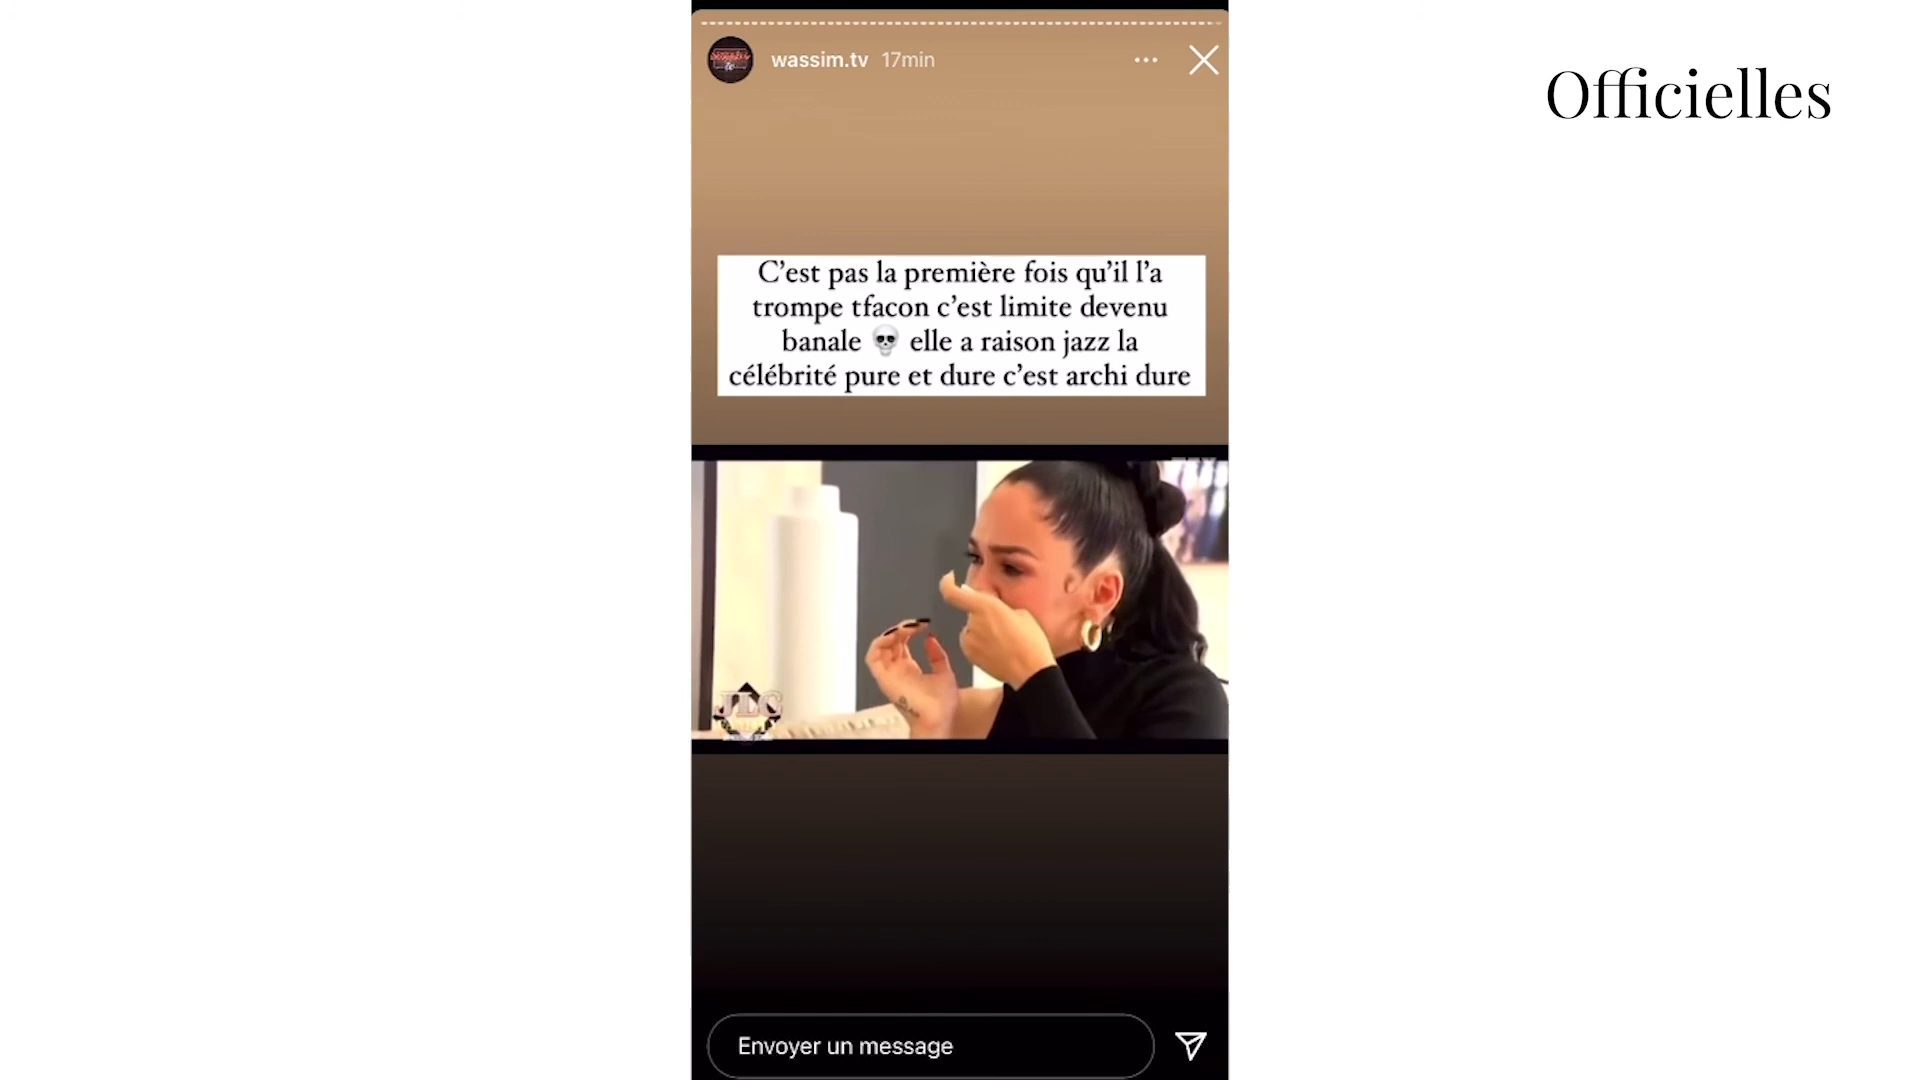 wassim.tv 17min
Officielles
C'est pas la première fois qu'il l'a
trompe tfacon c'est limite devenu
banale 💀 elle a raison jazz la
célébrité pure et dure c'est archi dure
JLC
Envoyer un message